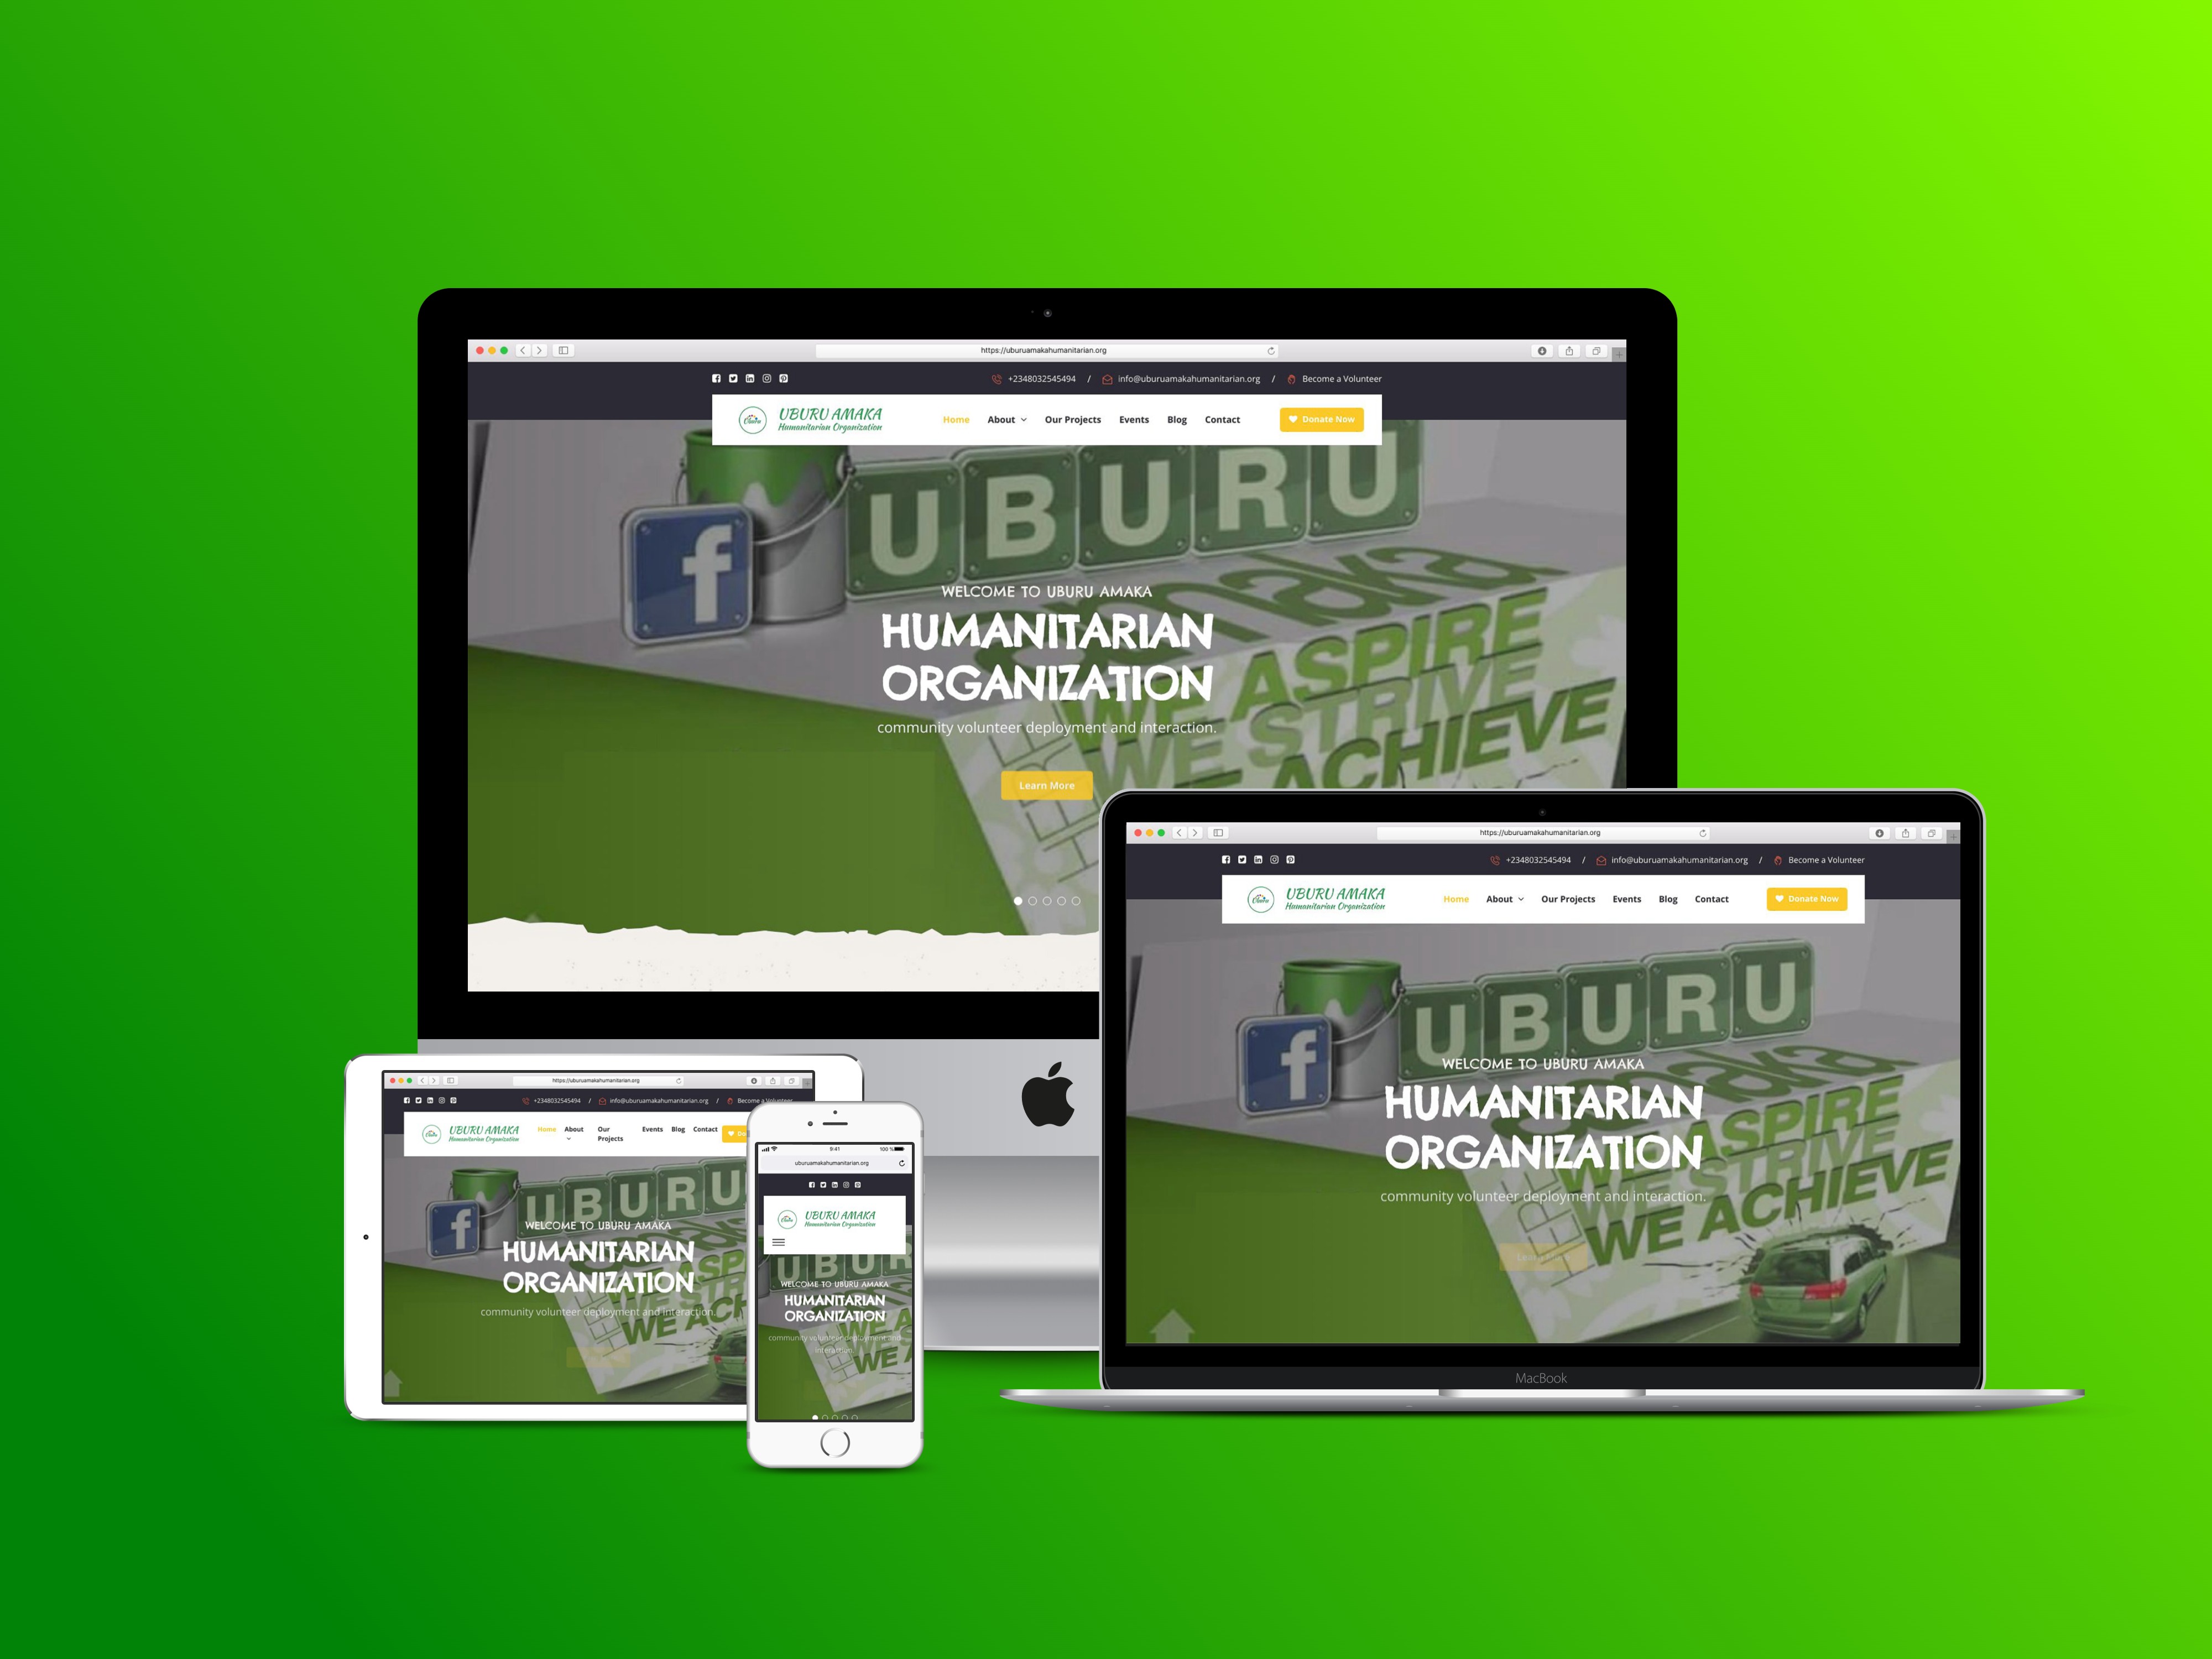 https://uburuamakahumanitarian.org
+2348032545494 / info@uburuamakahumanitarian.org / Become a Volunteer
UBURU AMAKA
Humanitarian Organization
Home About Our Projects Events Blog Contact Donate Now
f UBURU
amaka
WELCOME TO UBURU AMAKA
HUMANITARIAN
ORGANIZATION
community volunteer deployment and interaction.
WE ASPIRE
WE STRIVE
WE ACHIEVE
Learn More
https://uburuamakahumanitarian.org
+2348032545494 / info@uburuamakahumanitarian.org / Become a Volunteer
UBURU AMAKA
Humanitarian Organization
Home About Our Projects Events Blog Contact Donate Now
f UBURU
WELCOME TO UBURU AMAKA
HUMANITARIAN
ORGANIZATION
community volunteer deployment and interaction.
ASPIRE
STRIVE
WE ACHIEVE
MacBook
https://uburuamakahumanitarian.org
+2348032545494 / info@uburuamakahumanitarian.org / Become a Volunteer
UBURU AMAKA
Humanitarian Organization
Home About Our Projects Events Blog Contact
f UBURU
WELCOME TO UBURU AMAKA
HUMANITARIAN
ORGANIZATION
community volunteer deployment and interaction.
WE ACH
9:41 100 %
uburuamakahumanitarian.org
UBURU AMAKA
Humanitarian Organization
UBUR
WELCOME TO UBURU AMAKA
HUMANITARIAN
ORGANIZATION
community volunteer deployment and
interaction.
WE A